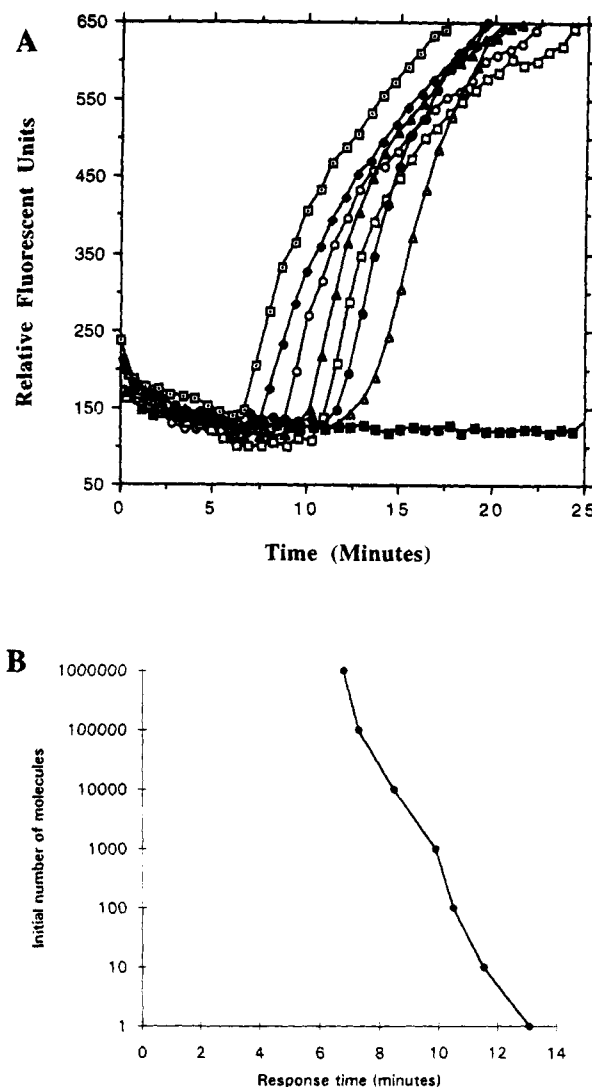 A
650
550
450
350
250
150
50
Relative Fluorescent Units
0 5 10 15 20 25
Time (Minutes)
B
1000000
100000
10000
1000
100
10
1
Initial number of molecules
0 2 4 6 8 10 12 14
Response time (minutes)